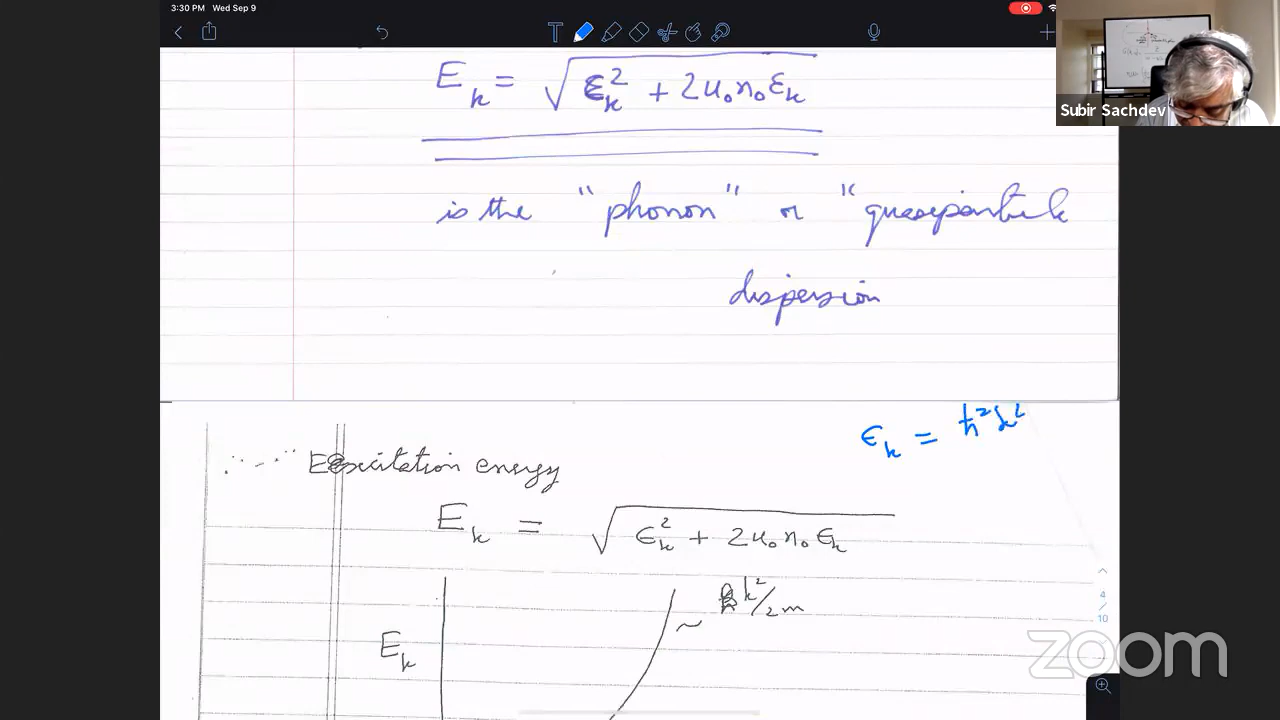 3:30 PM Wed Sep 9
Subir Sachdev
E_k = √(ε_k² + 2u₀n₀ε_k)
is the "phonon" or "quasiparticle
dispersion
ε_k = ħ²k²
Excitation energy
E_k = √(ε_k² + 2u₀n₀ε_k)
~ k²/2m
E_k
4
/
10
zoom